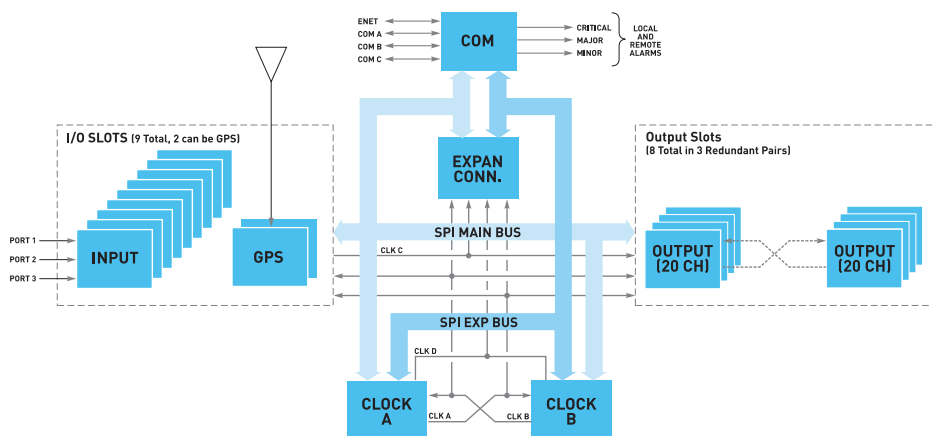 ENET
COM A
COM B
COM C
COM
CRITICAL
MAJOR
MINOR
LOCAL
AND
REMOTE
ALARMS
I/O SLOTS (9 Total, 2 can be GPS)
EXPAN
CONN.
Output Slots
(8 Total in 3 Redundant Pairs)
PORT 1
PORT 2
PORT 3
INPUT
GPS
SPI MAIN BUS
CLK C
OUTPUT
(20 CH)
OUTPUT
(20 CH)
SPI EXP BUS
CLK D
CLOCK
A
CLK A
CLK B
CLOCK
B